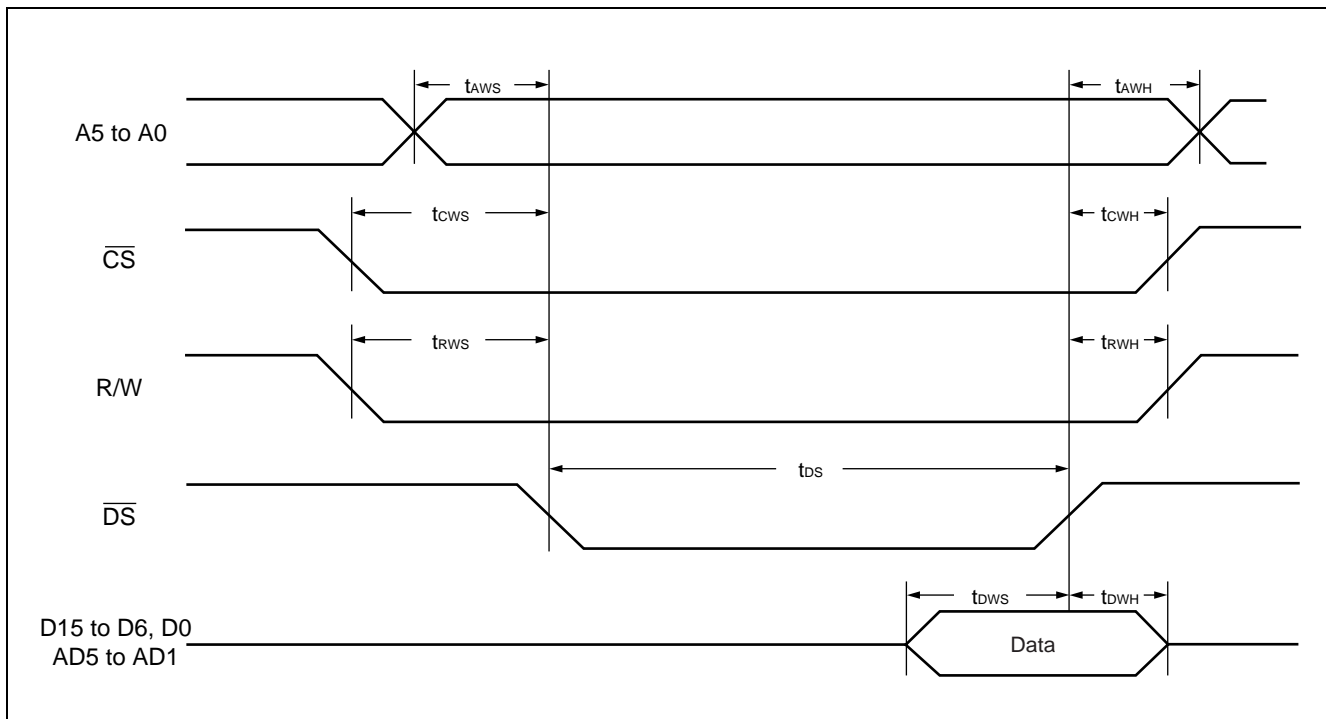 tAWS
tAWH
A5 to A0
tCWS
tCWH
CS
tRWS
tRWH
R/W
tDS
DS
tDWS
tDWH
D15 to D6, D0
AD5 to AD1
Data